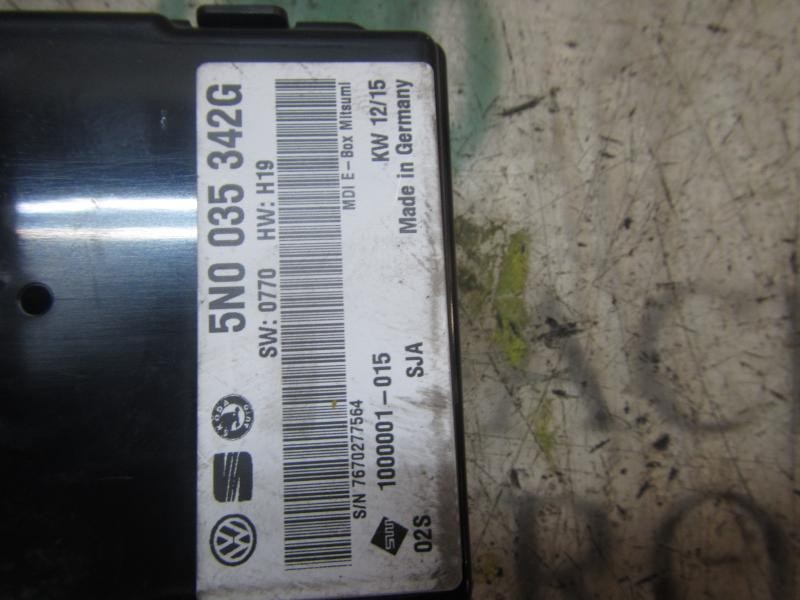 5N0 035 342G
SW: 0770 HW: H19
MDI E-Box Mitsumi
S/N 7670277564
1000001-015
KW 12/15
02S
SJA
Made in Germany